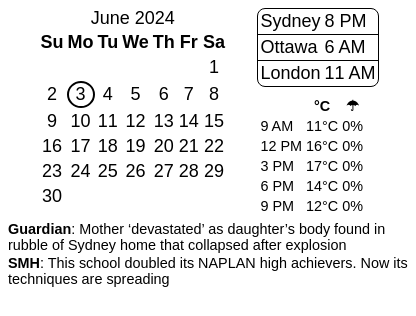 June 2024
Su Mo Tu We Th Fr Sa
1
2 3 4 5 6 7 8
9 10 11 12 13 14 15
16 17 18 19 20 21 22
23 24 25 26 27 28 29
30
Sydney 8 PM
Ottawa 6 AM
London 11 AM
°C ☂
9 AM 11°C 0%
12 PM 16°C 0%
3 PM 17°C 0%
6 PM 14°C 0%
9 PM 12°C 0%
Guardian: Mother ‘devastated’ as daughter’s body found in
rubble of Sydney home that collapsed after explosion
SMH: This school doubled its NAPLAN high achievers. Now its
techniques are spreading